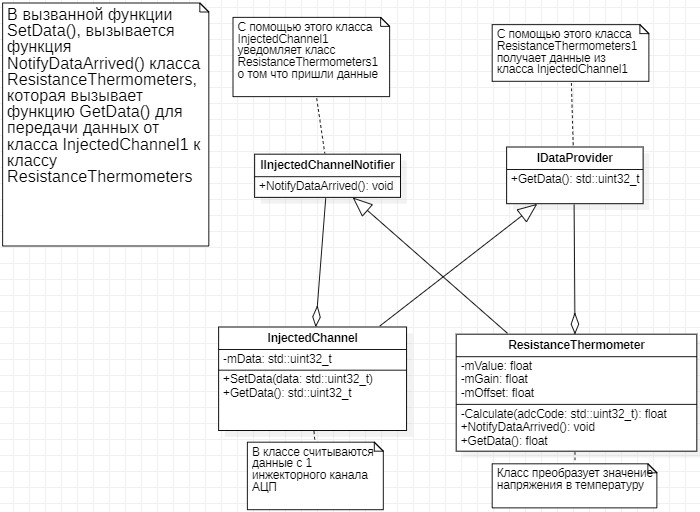 В вызванной функции
SetData(), вызывается
функция
NotifyDataArrived() класса
ResistanceThermometers,
которая вызывает
функцию GetData() для
передачи данных от
класса InjectedChannel1 к
классу
ResistanceThermometers
С помощью этого класса
InjectedChannel1
уведомляет класс
ResistanceThermometers1
о том что пришли данные
С помощью этого класса
ResistanceThermometers1
получает данные из
класса InjectedChannel1
IInjectedChannelNotifier
+NotifyDataArrived(): void
IDataProvider
+GetData(): std::uint32_t
InjectedChannel
-mData: std::uint32_t
+SetData(data: std::uint32_t)
+GetData(): std::uint32_t
ResistanceThermometer
-mValue: float
-mGain: float
-mOffset: float
-Calculate(adcCode: std::uint32_t): float
+NotifyDataArrived(): void
+GetData(): float
В классе считываются
данные с 1
инжекторного канала
АЦП
Класс преобразует значение
напряжения в температуру